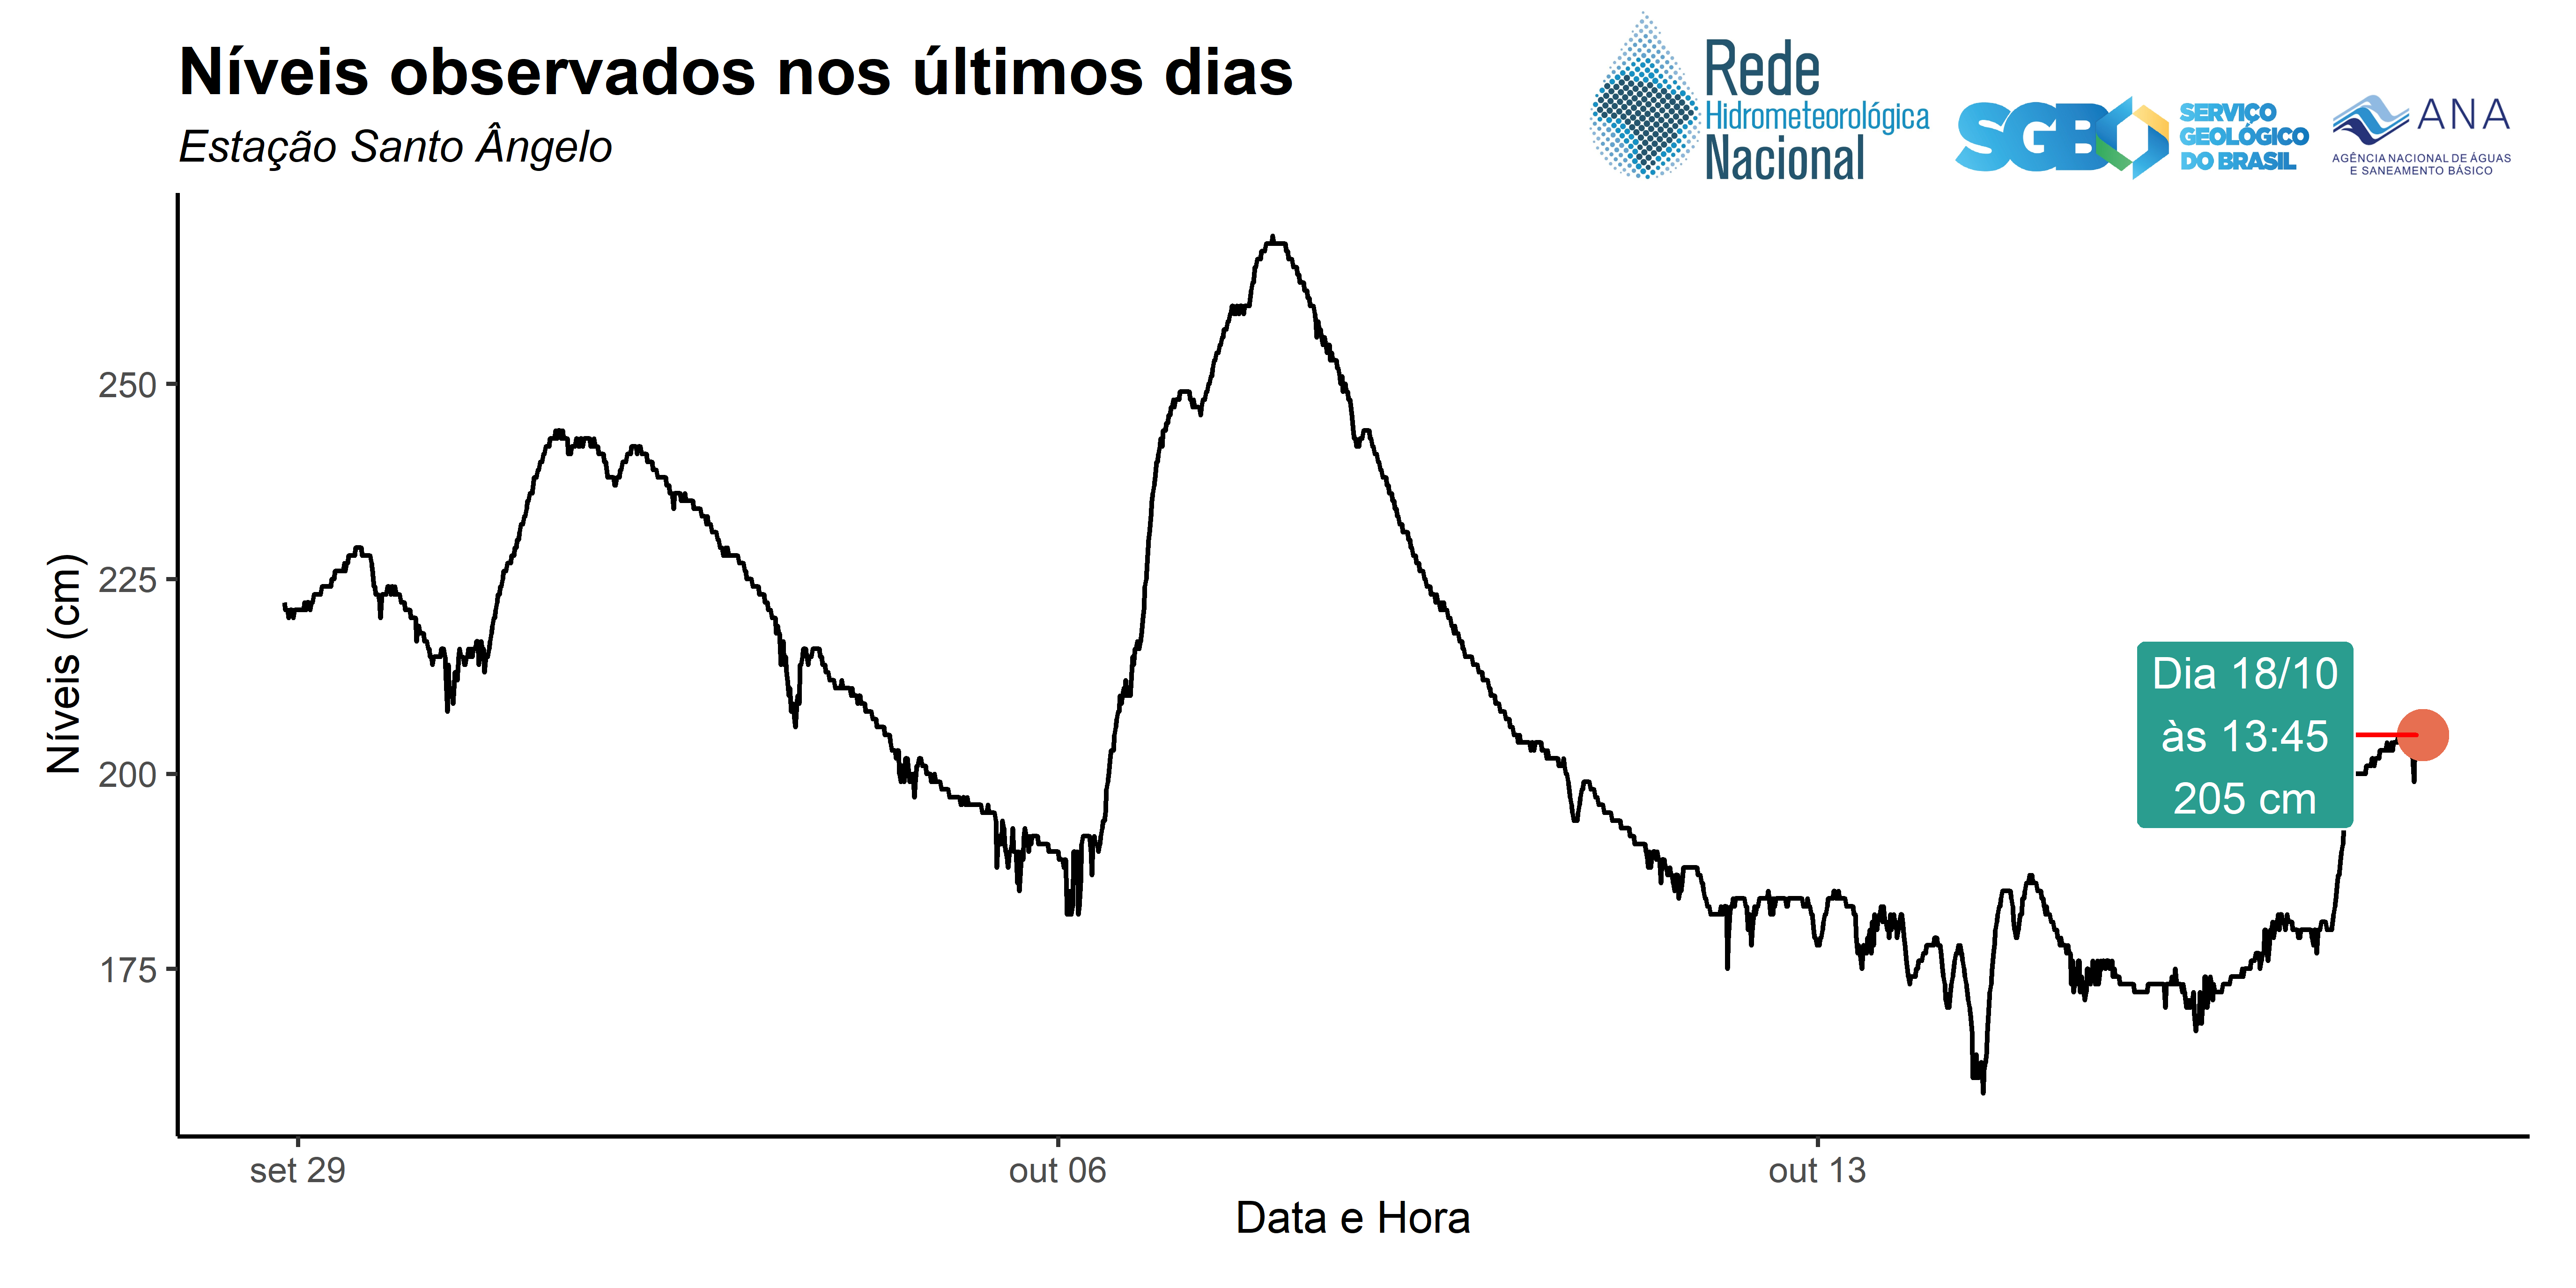 Níveis observados nos últimos dias
Estação Santo Ângelo
Rede
Hidrometeorológica
Nacional
SGB
SERVIÇO
GEOLÓGICO
DO BRASIL
ANA
AGÊNCIA NACIONAL DE ÁGUAS
E SANEAMENTO BÁSICO
Níveis (cm)
250
225
200
175
Dia 18/10
às 13:45
205 cm
set 29
out 06
out 13
Data e Hora